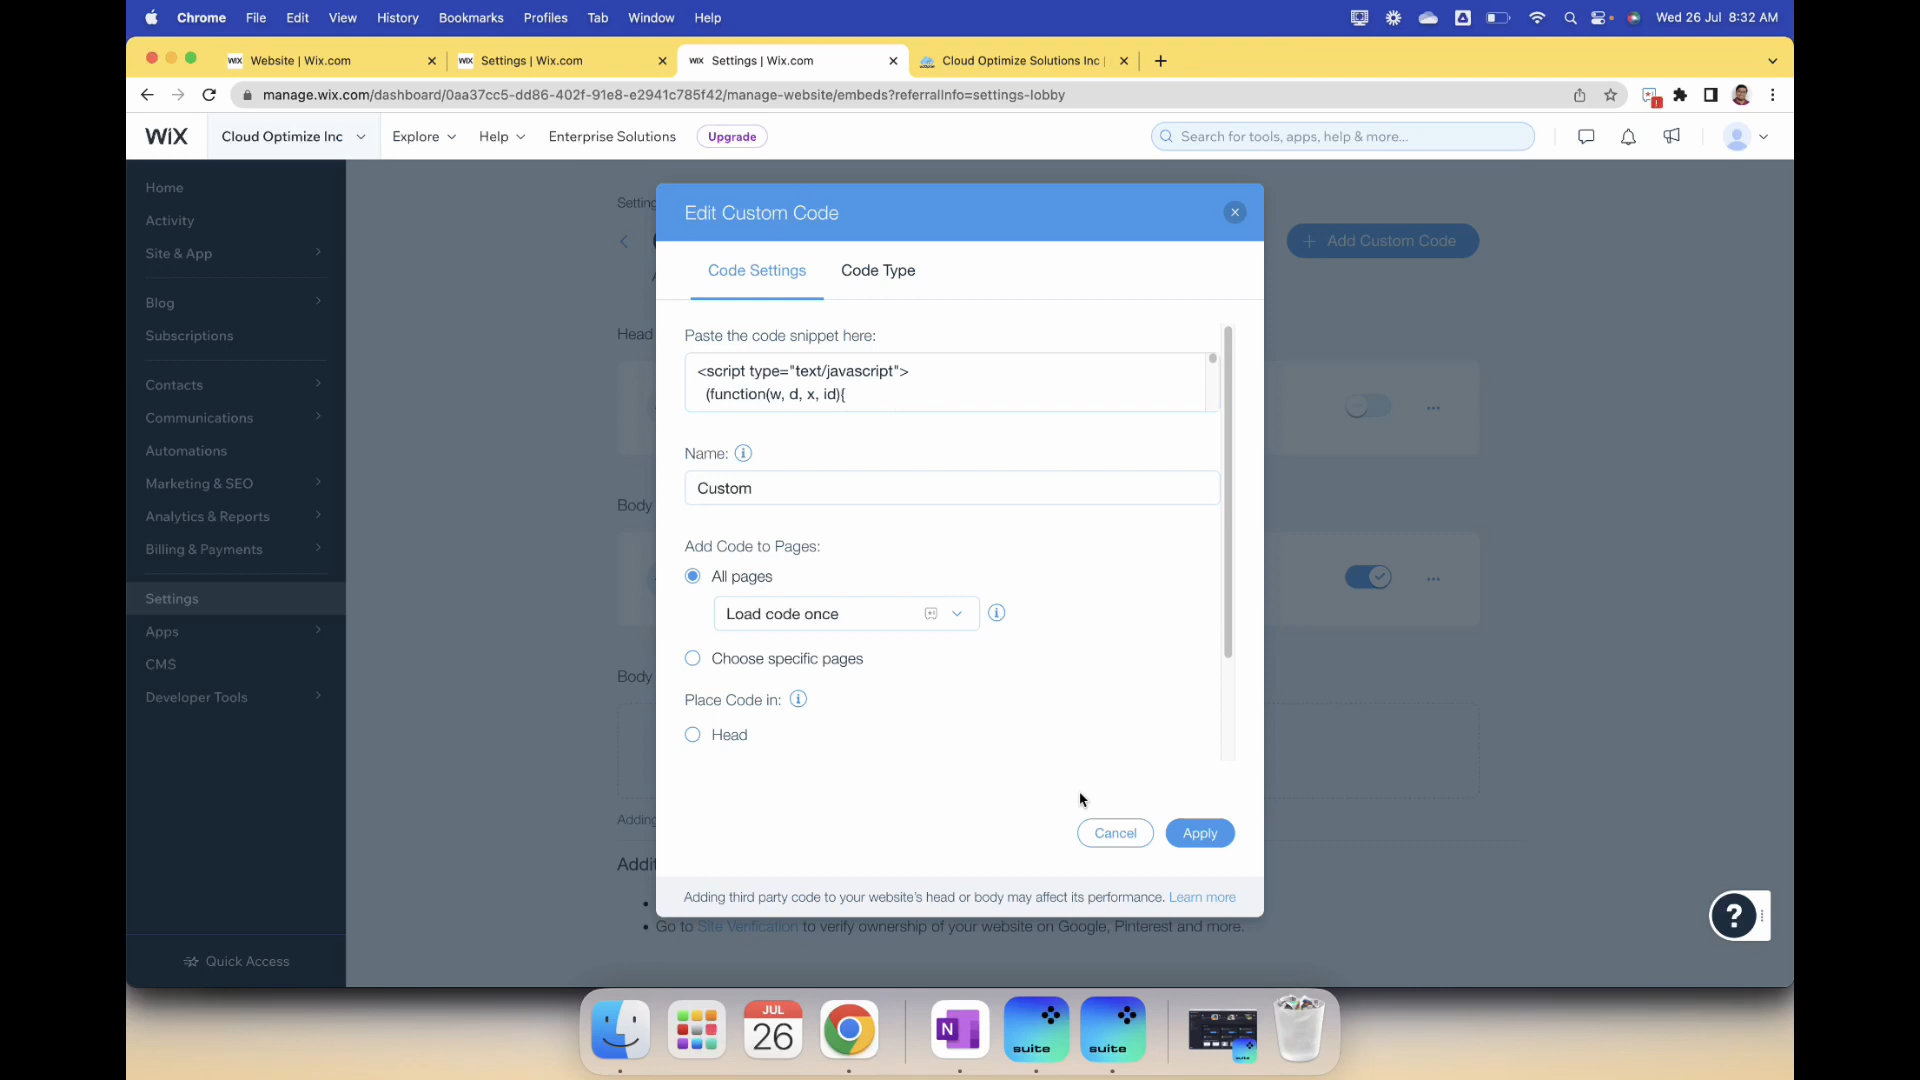 Chrome File Edit View History Bookmarks Profiles Tab Window Help Wed 26 Jul 8:32 AM
WIX Website | Wix.com WIX Settings | Wix.com WIX Settings | Wix.com Cloud Optimize Solutions Inc |
manage.wix.com/dashboard/0aa37cc5-dd86-402f-91e8-e2941c785f42/manage-website/embeds?referralInfo=settings-lobby
WIX Cloud Optimize Inc Explore Help Enterprise Solutions Upgrade Search for tools, apps, help & more...
Home
Activity
Site & App
Blog
Subscriptions
Contacts
Communications
Automations
Marketing & SEO
Analytics & Reports
Billing & Payments
Settings
Apps
CMS
Developer Tools
Quick Access
Setting
+ Add Custom Code
Head
Body
Body
Adding
Addit
Go to Site Verification to verify ownership of your website on Google, Pinterest and more.
Edit Custom Code
Code Settings Code Type
Paste the code snippet here:
<script type="text/javascript">
(function(w, d, x, id){
Name:
Custom
Add Code to Pages:
All pages
Load code once
Choose specific pages
Place Code in:
Head
Cancel Apply
Adding third party code to your website's head or body may affect its performance. Learn more
?
JUL
26
N
suite
suite
suite